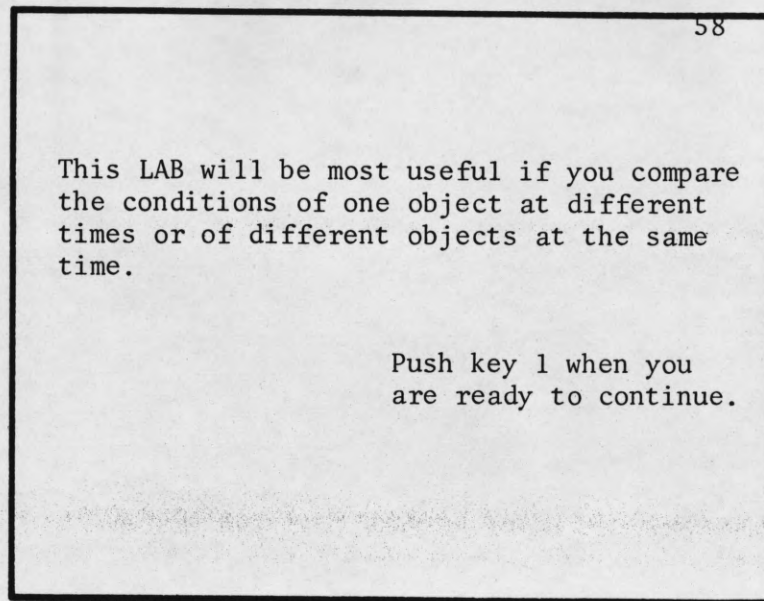 58
This LAB will be most useful if you compare
the conditions of one object at different
times or of different objects at the same
time.
Push key 1 when you
are ready to continue.